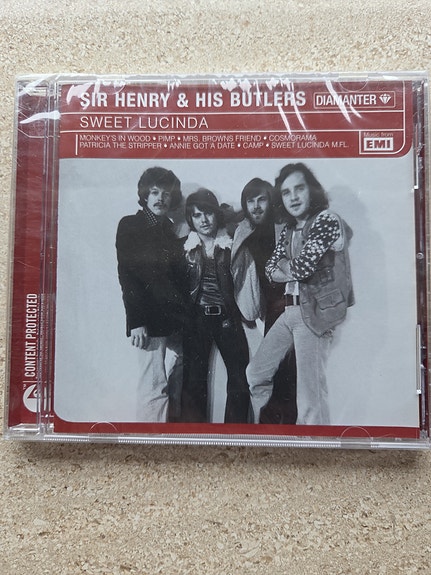 SIR HENRY & HIS BUTLERS
DIAMANTER
SWEET LUCINDA
MONKEY'S IN WOOD • PIMP • MRS. BROWNS FRIEND • COSMORAMA
PATRICIA THE STRIPPER • ANNIE GOT A DATE • CAMP • SWEET LUCINDA M.FL.
Music from
EMI
CONTENT PROTECTED